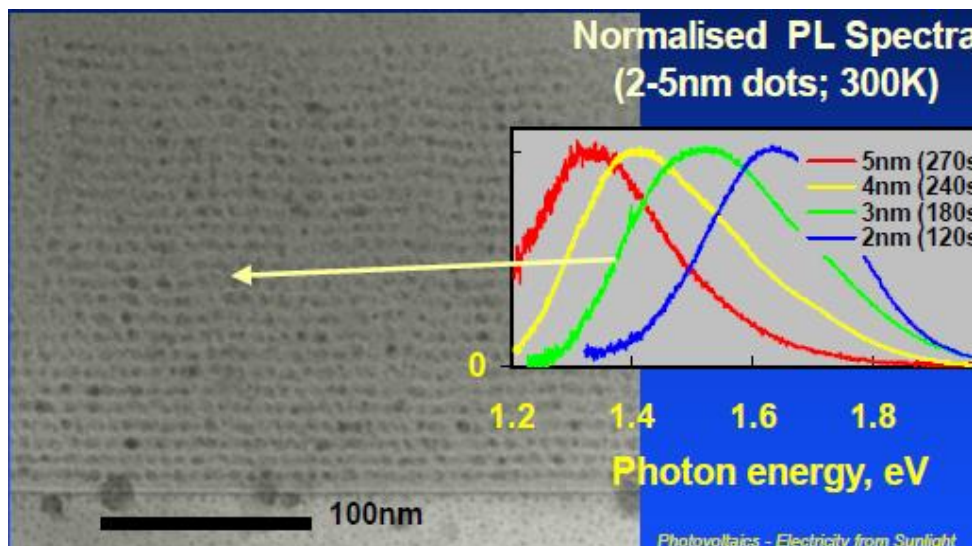 Normalised PL Spectra
(2-5nm dots; 300K)
5nm (270s
4nm (240s
3nm (180s
2nm (120s
0
1.2 1.4 1.6 1.8
Photon energy, eV
100nm
Photovoltaics - Electricity from Sunlight